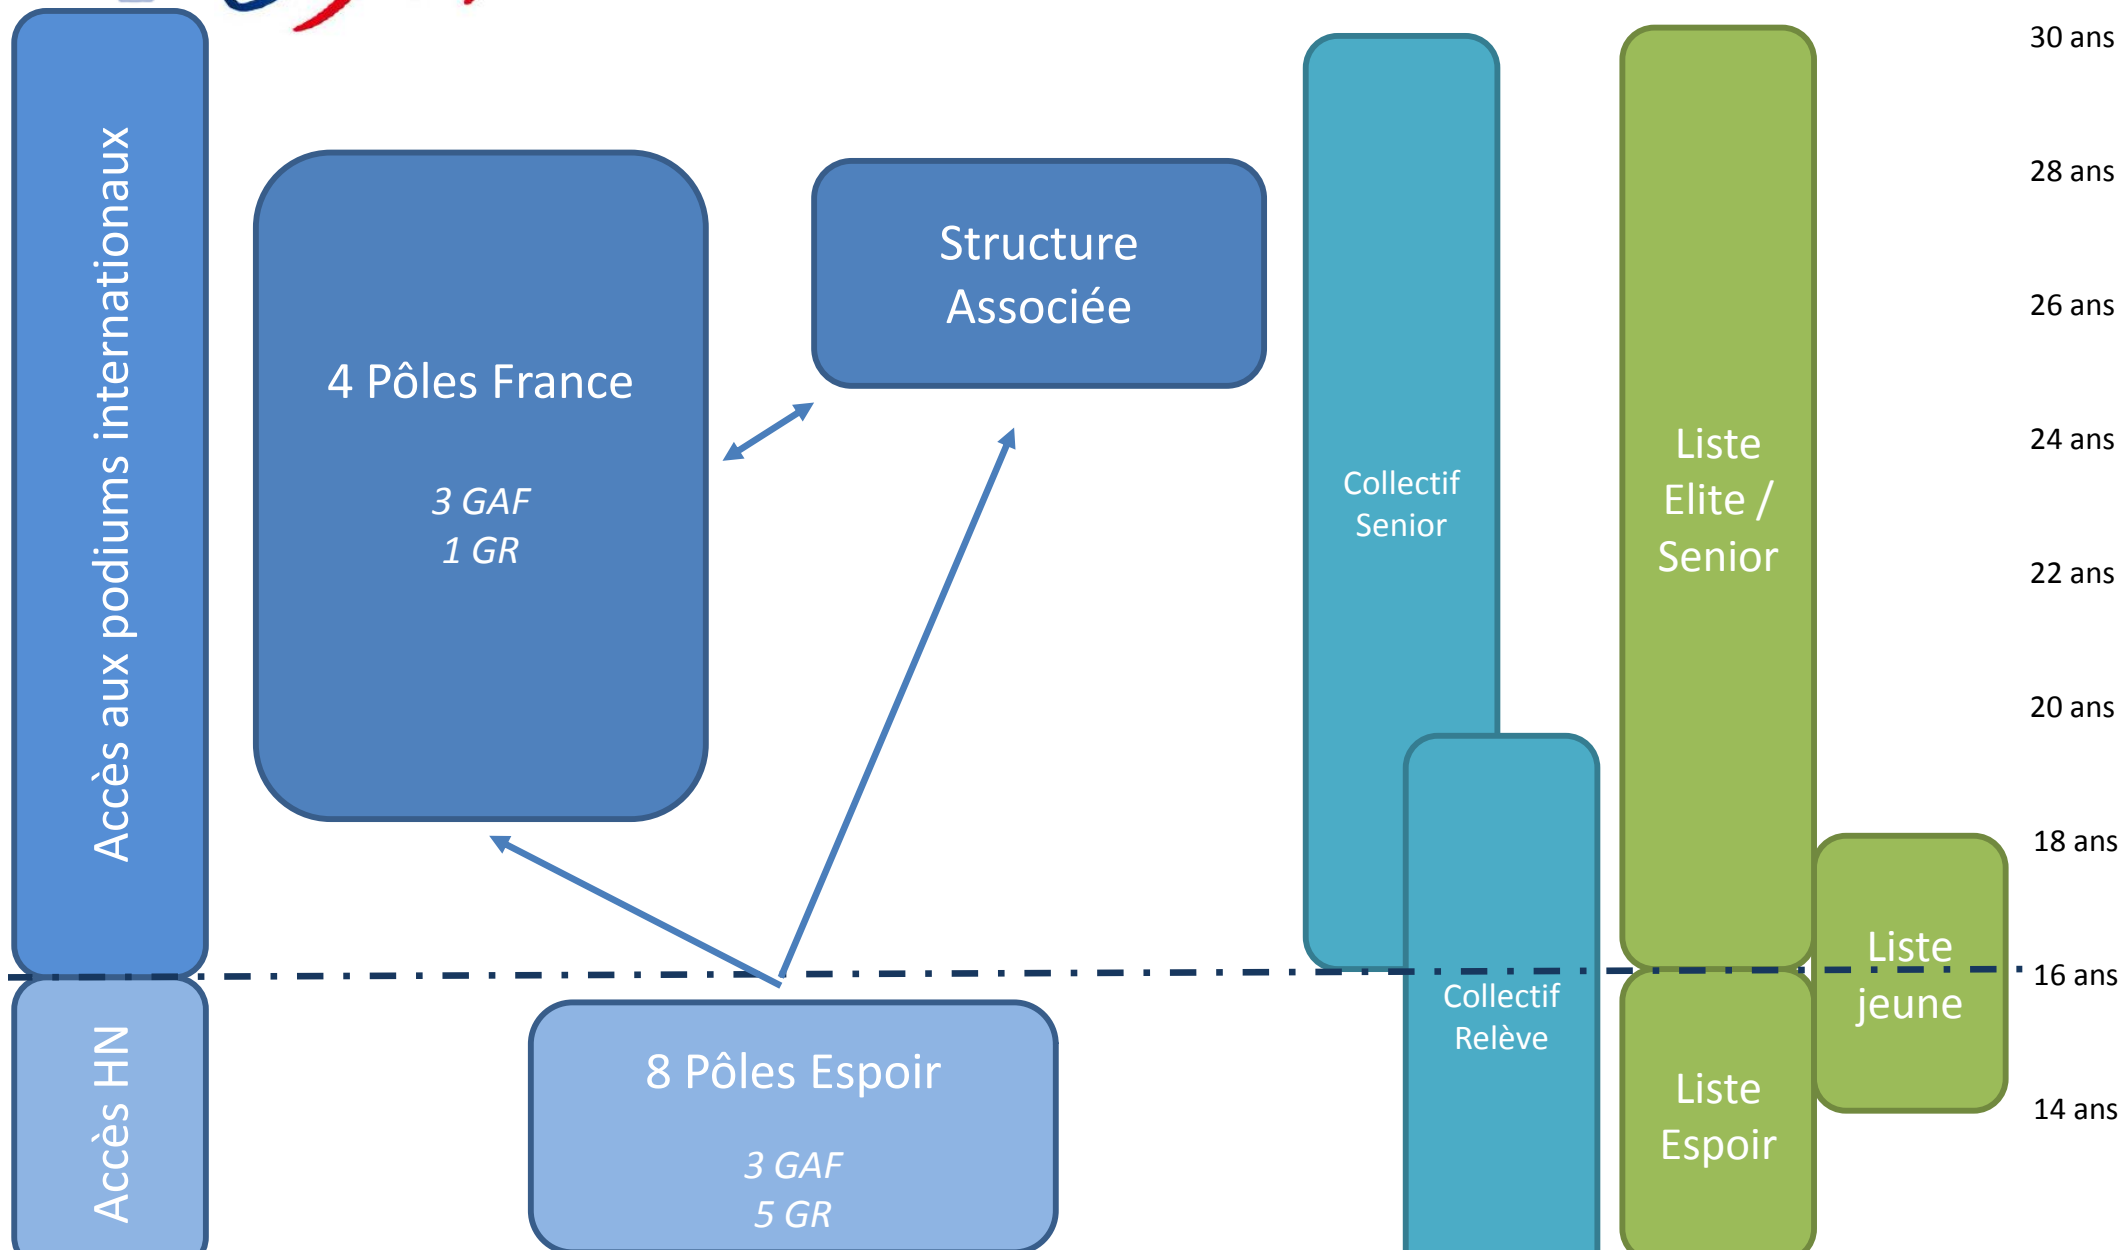 Accès aux podiums internationaux
Accès HN
4 Pôles France
3 GAF
1 GR
Structure
Associée
8 Pôles Espoir
3 GAF
5 GR
Collectif
Senior
Collectif
Relève
Liste
Elite /
Senior
Liste
jeune
Liste
Espoir
30 ans
28 ans
26 ans
24 ans
22 ans
20 ans
18 ans
16 ans
14 ans